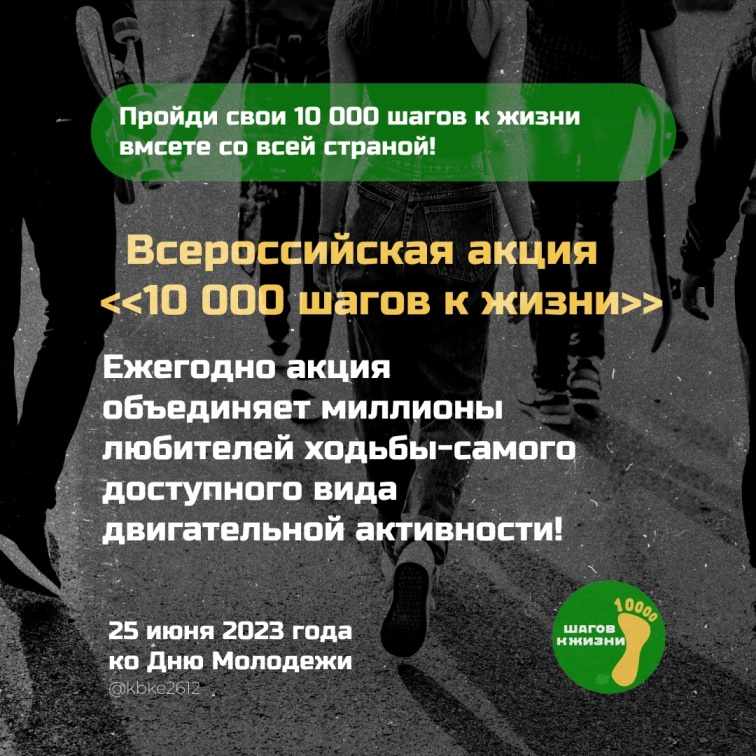 Пройди свои 10 000 шагов к жизни
вмсете со всей страной!
Всероссийская акция
<<10 000 шагов к жизни>>
Ежегодно акция
объединяет миллионы
любителей ходьбы-самого
доступного вида
двигательной активности!
25 июня 2023 года
ко Дню Молодежи
@kbke2612
10000
ШАГОВ
К ЖИЗНИ